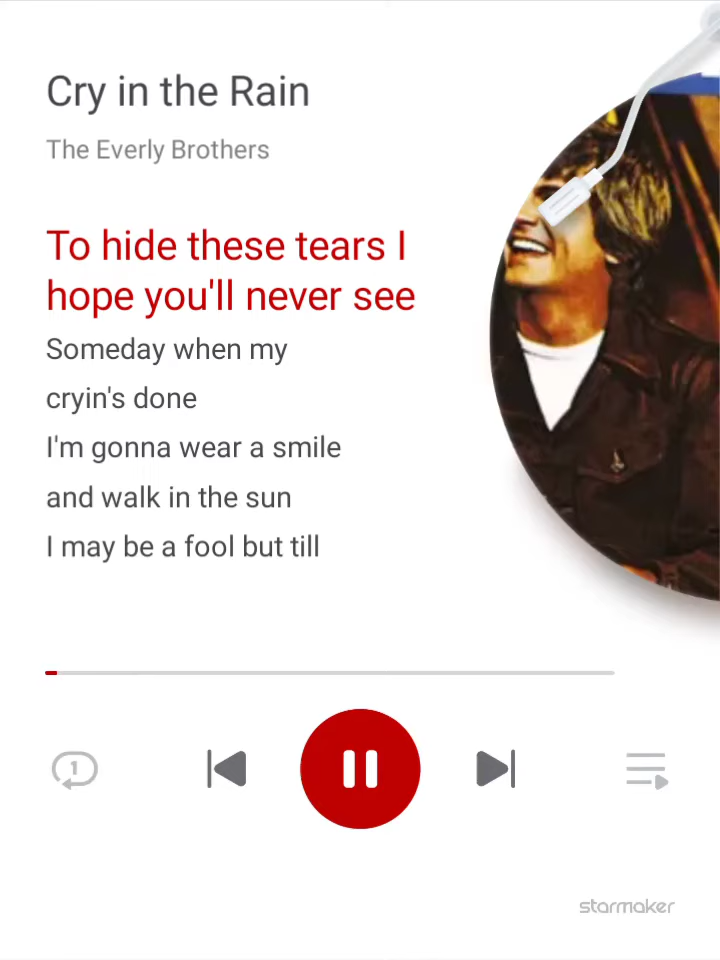 Cry in the Rain
The Everly Brothers
To hide these tears I
hope you'll never see
Someday when my
cryin's done
I'm gonna wear a smile
and walk in the sun
I may be a fool but till
1
starmaker